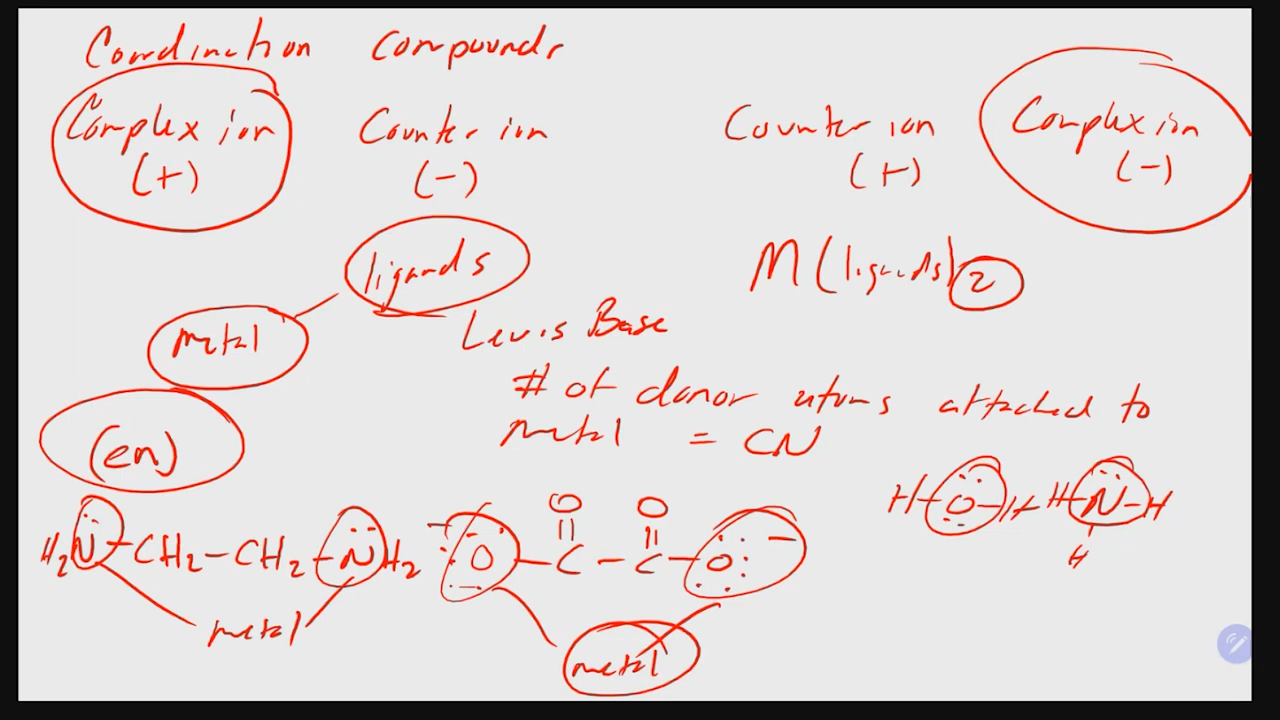 Coordination Compounds
Complex ion Counter ion Counter ion Complex ion
(+) (-) (+) (-)
ligands M(ligands)2
metal Lewis Base
# of donor atoms attached to
(en) metal = CN
H-O-H H-N-H
H
O O
H2N-CH2-CH2-NH2 -O-C-C-O-
metal
metal